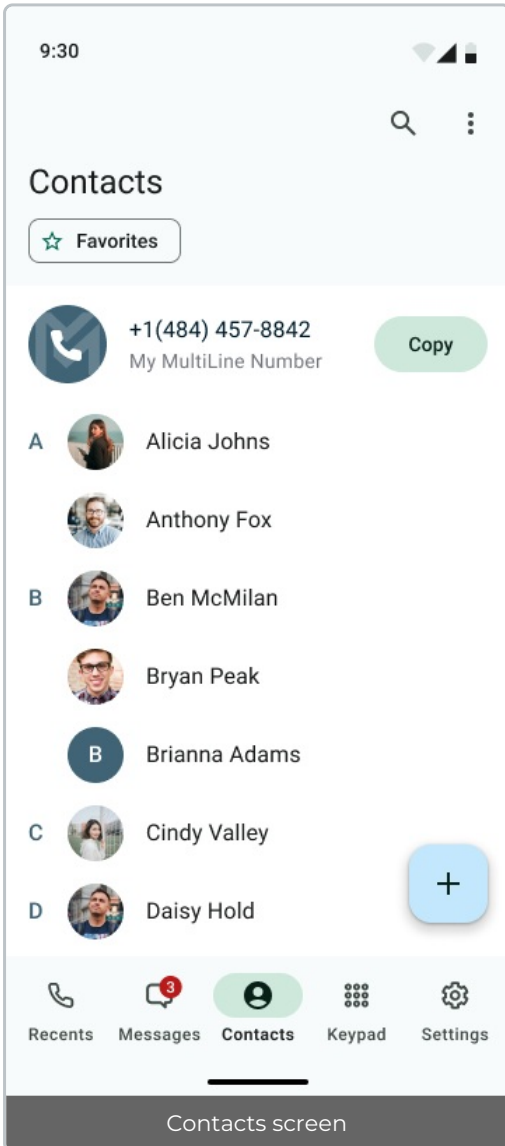 9:30
Contacts
Favorites
+1(484) 457-8842
My MultiLine Number
Copy
A
Alicia Johns
Anthony Fox
B
Ben McMilan
Bryan Peak
B
Brianna Adams
C
Cindy Valley
D
Daisy Hold
+
3
Recents
Messages
Contacts
Keypad
Settings
Contacts screen